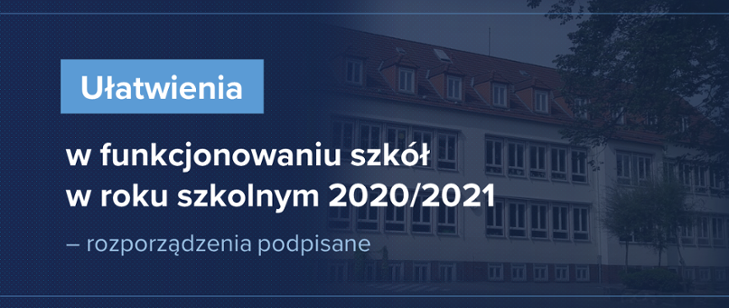 Ułatwienia
w funkcjonowaniu szkół
w roku szkolnym 2020/2021
– rozporządzenia podpisane